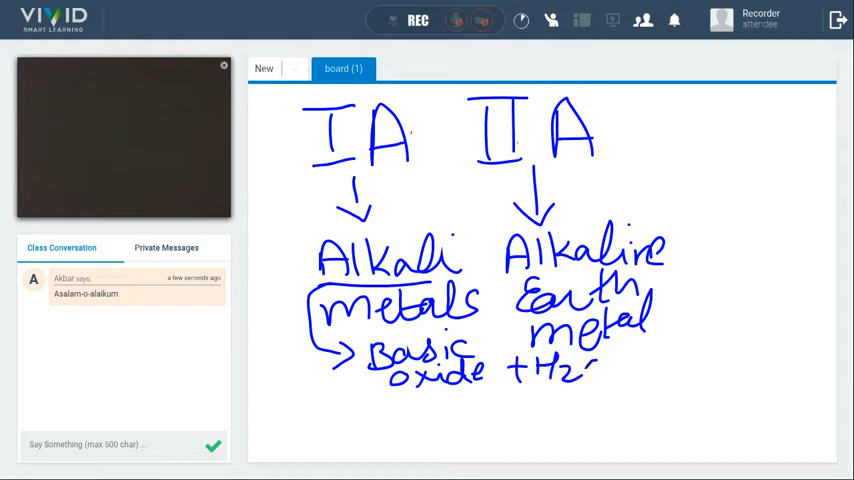 VIVID
SMART LEARNING
REC
Recorder
attendee
New
board (1)
IA IIA
Alkali Alkaline
metals Earth
metal
Basic
oxide + H2
Class Conversation Private Messages
A
Akbar says: a few seconds ago
Asalam-o-alaikum
Say Something (max 500 char) ...